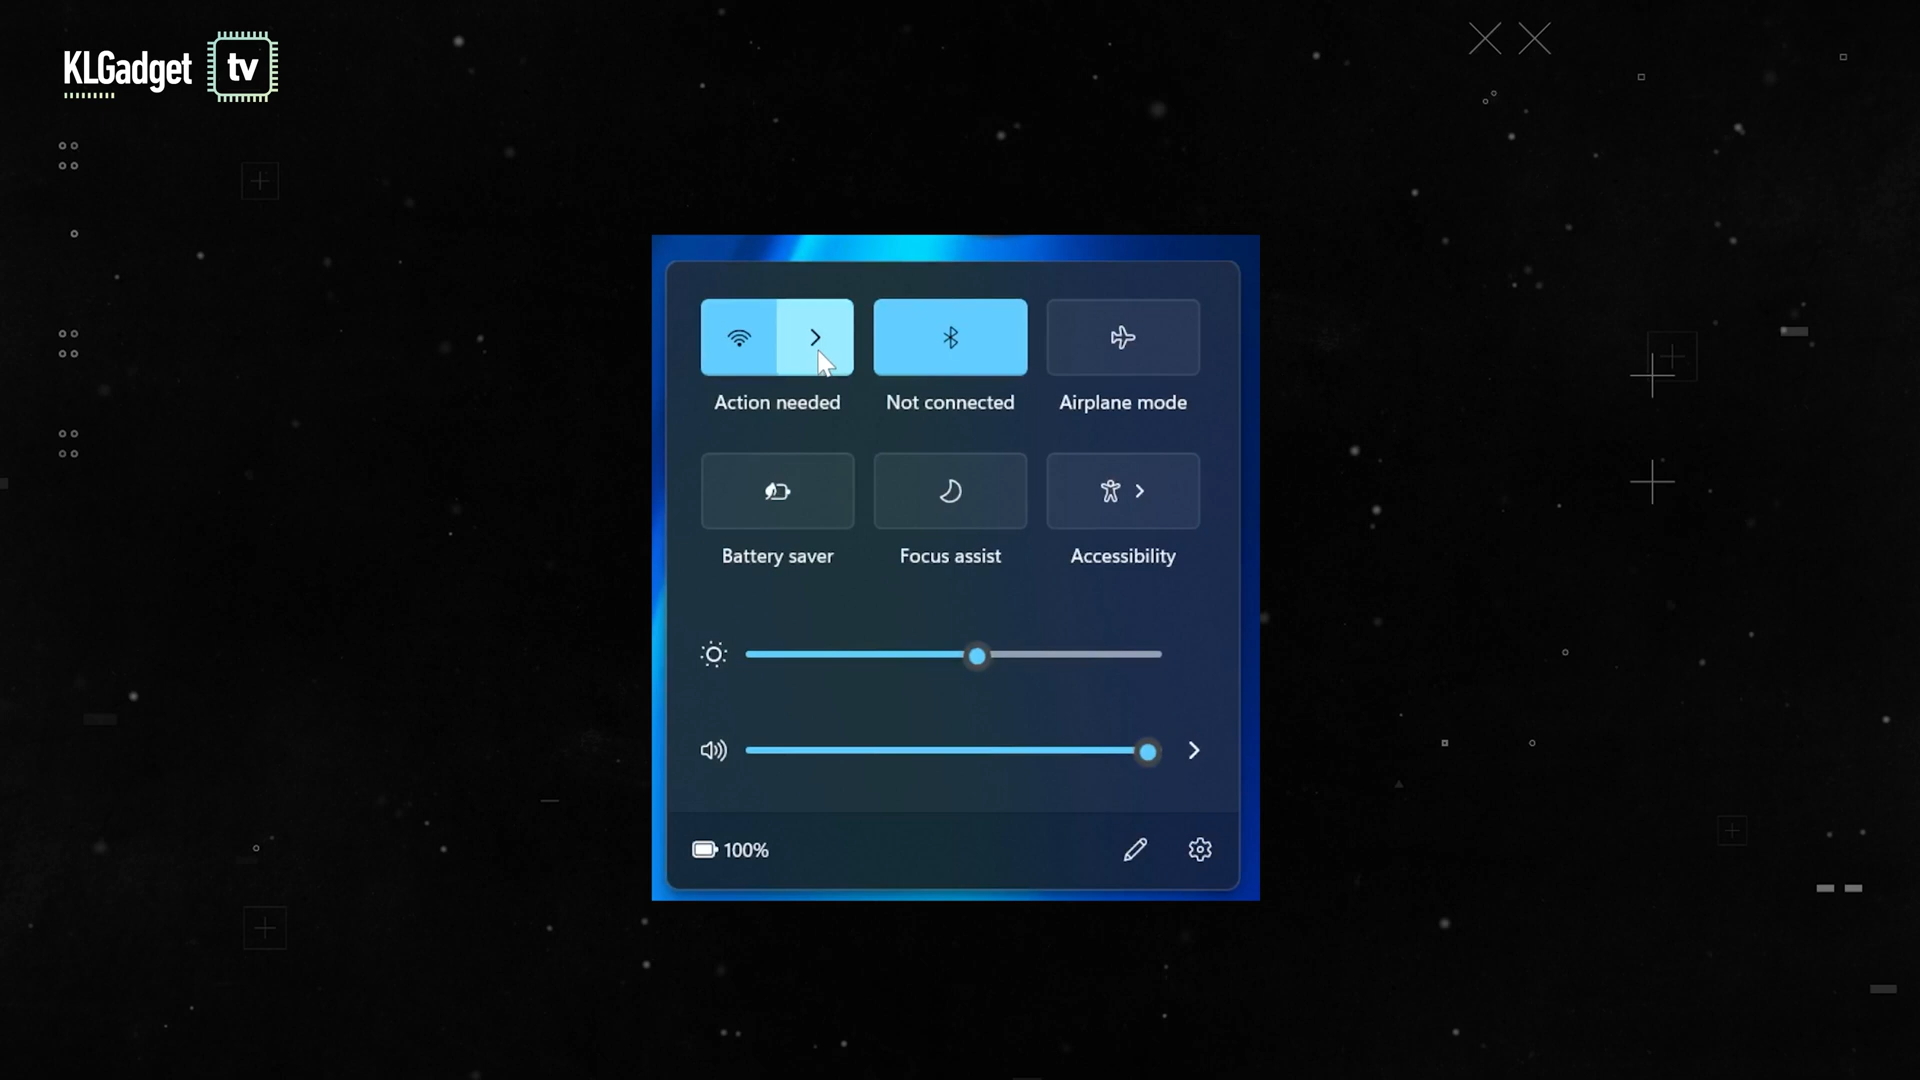 KLGadget tv
Action needed
Not connected
Airplane mode
Battery saver
Focus assist
Accessibility
100%